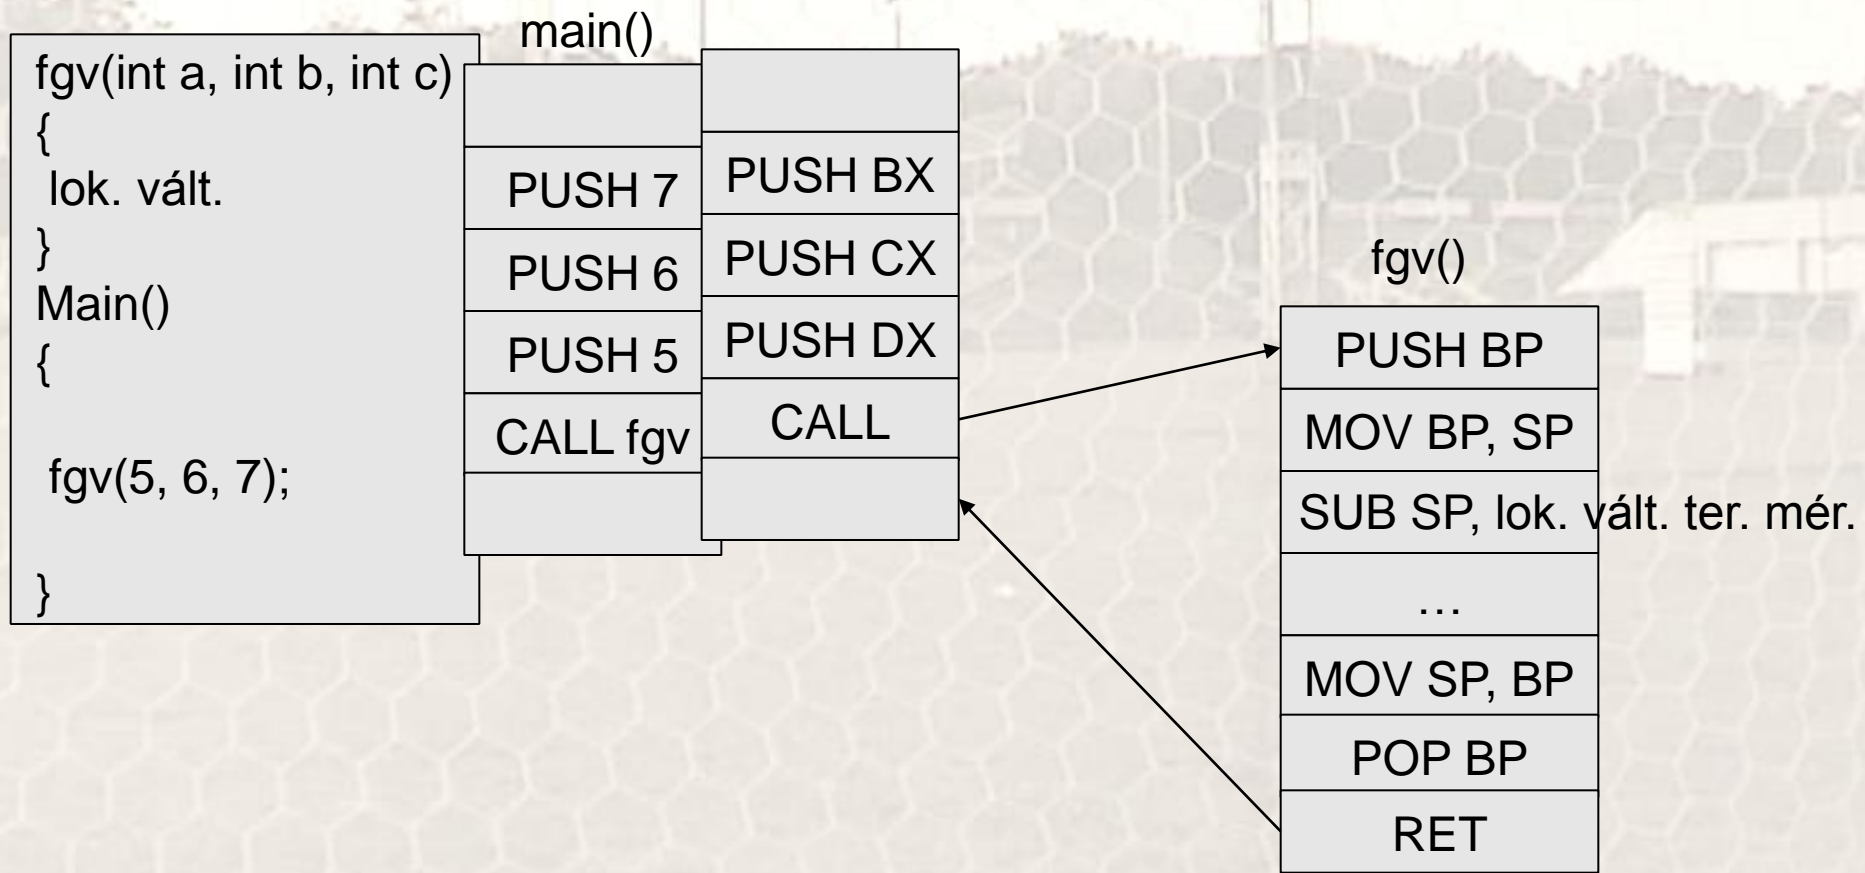 fgv(int a, int b, int c)
{
lok. vált.
}
Main()
{
fgv(5, 6, 7);
}
main()
PUSH 7
PUSH 6
PUSH 5
CALL fgv
PUSH BX
PUSH CX
PUSH DX
CALL
fgv()
PUSH BP
MOV BP, SP
SUB SP, lok. vált. ter. mér.
…
MOV SP, BP
POP BP
RET